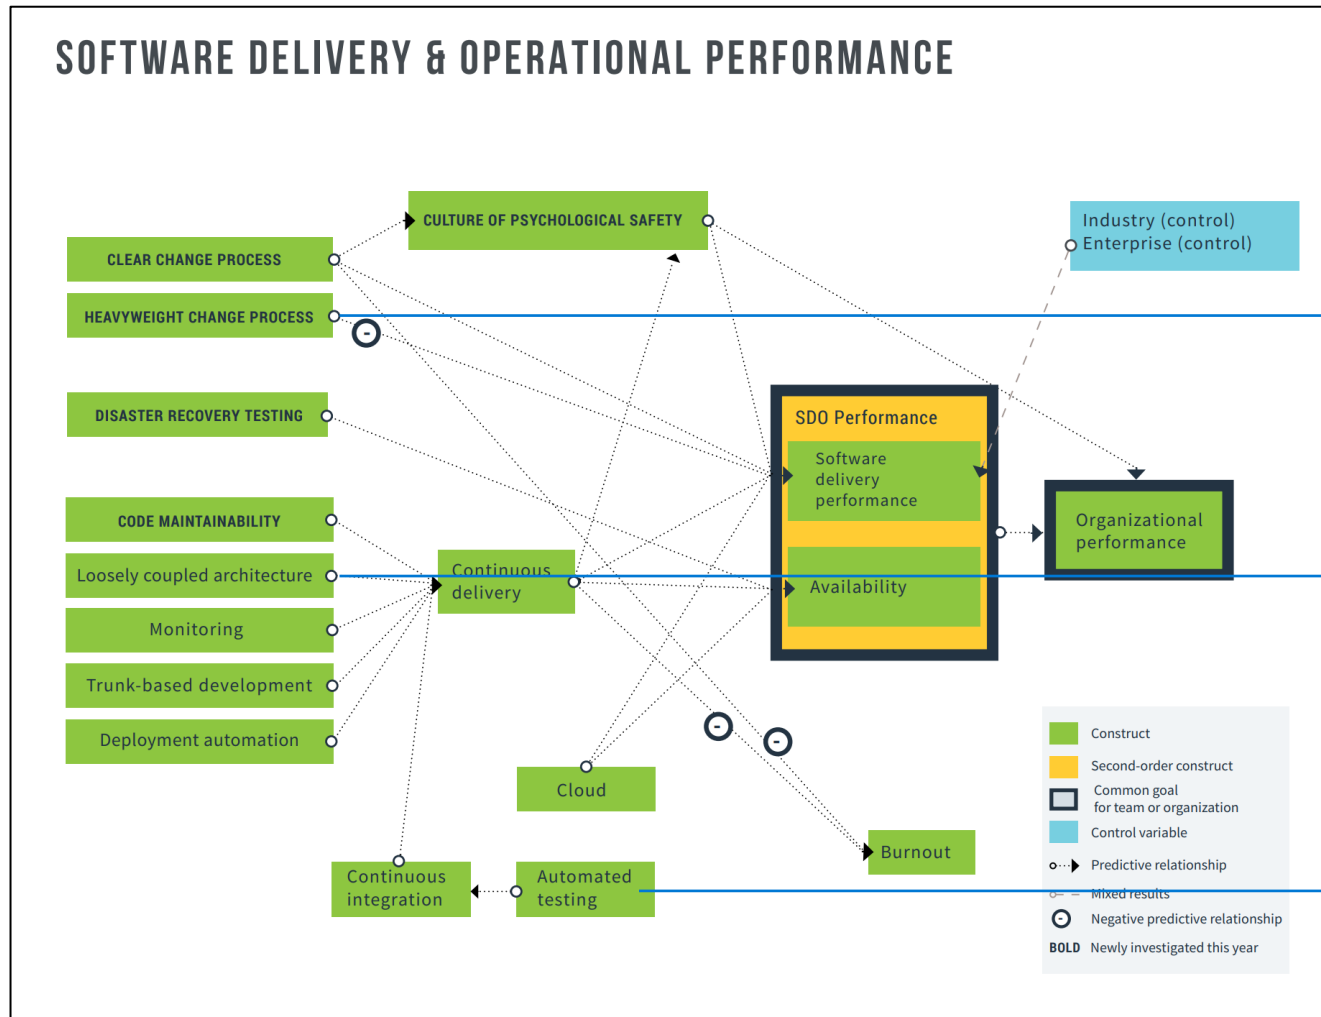 SOFTWARE DELIVERY & OPERATIONAL PERFORMANCE
CULTURE OF PSYCHOLOGICAL SAFETY
Industry (control)
Enterprise (control)
CLEAR CHANGE PROCESS
HEAVYWEIGHT CHANGE PROCESS
-
DISASTER RECOVERY TESTING
SDO Performance
Software
delivery
performance
CODE MAINTAINABILITY
Organizational
performance
Loosely coupled architecture
Continuous
delivery
Availability
Monitoring
Trunk-based development
Deployment automation
-
-
Cloud
Burnout
Continuous
integration
Automated
testing
Construct
Second-order construct
Common goal
for team or organization
Control variable
Predictive relationship
Mixed results
- Negative predictive relationship
BOLD Newly investigated this year